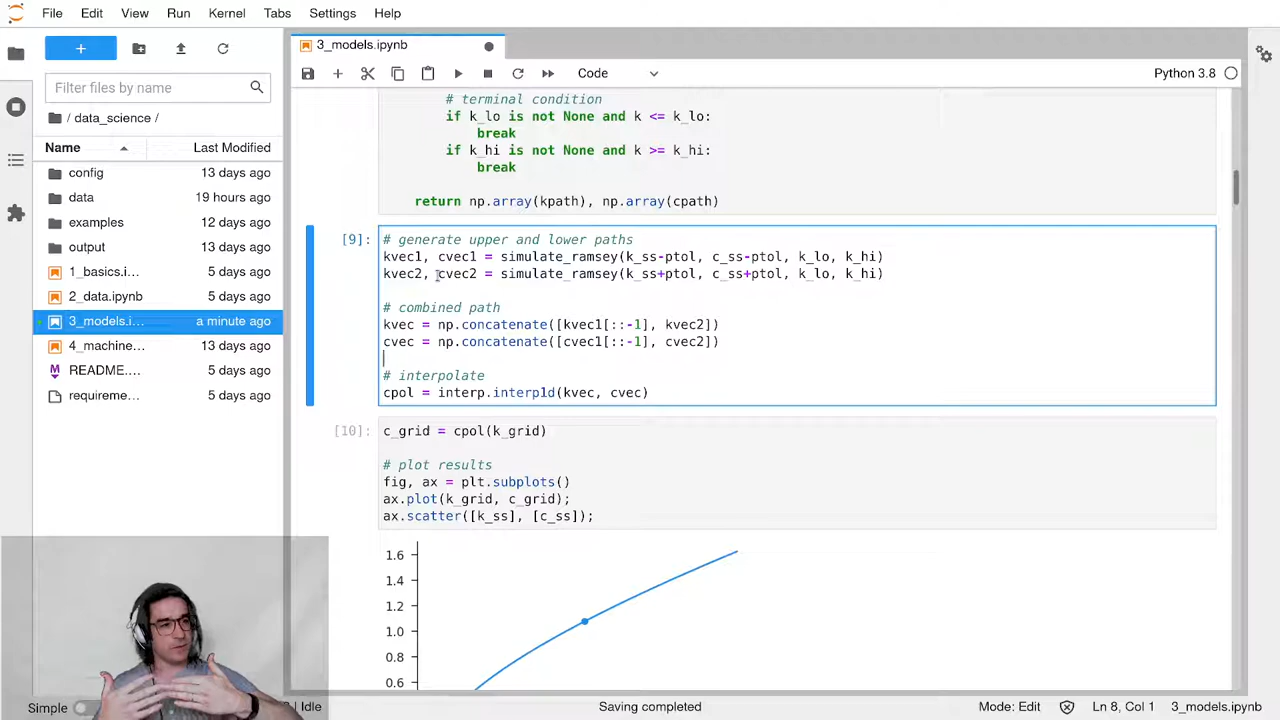 File Edit View Run Kernel Tabs Settings Help
3_models.ipynb
Filter files by name
Code
Python 3.8
/ data_science /
Name
Last Modified
config 13 days ago
data 19 hours ago
examples 12 days ago
output 13 days ago
1_basics.i… 5 days ago
2_data.ipynb 5 days ago
3_models.i… a minute ago
4_machine… 13 days ago
README.… 5 days ago
requireme… 5 days ago
# terminal condition
if k_lo is not None and k <= k_lo:
break
if k_hi is not None and k >= k_hi:
break
return np.array(kpath), np.array(cpath)
[9]:
# generate upper and lower paths
kvec1, cvec1 = simulate_ramsey(k_ss-ptol, c_ss-ptol, k_lo, k_hi)
kvec2, cvec2 = simulate_ramsey(k_ss+ptol, c_ss+ptol, k_lo, k_hi)
# combined path
kvec = np.concatenate([kvec1[::-1], kvec2])
cvec = np.concatenate([cvec1[::-1], cvec2])
# interpolate
cpol = interp.interp1d(kvec, cvec)
[10]:
c_grid = cpol(k_grid)
# plot results
fig, ax = plt.subplots()
ax.plot(k_grid, c_grid);
ax.scatter([k_ss], [c_ss]);
1.6
1.4
1.2
1.0
0.8
0.6
Simple
Idle
Saving completed
Mode: Edit
Ln 8, Col 1
3_models.ipynb